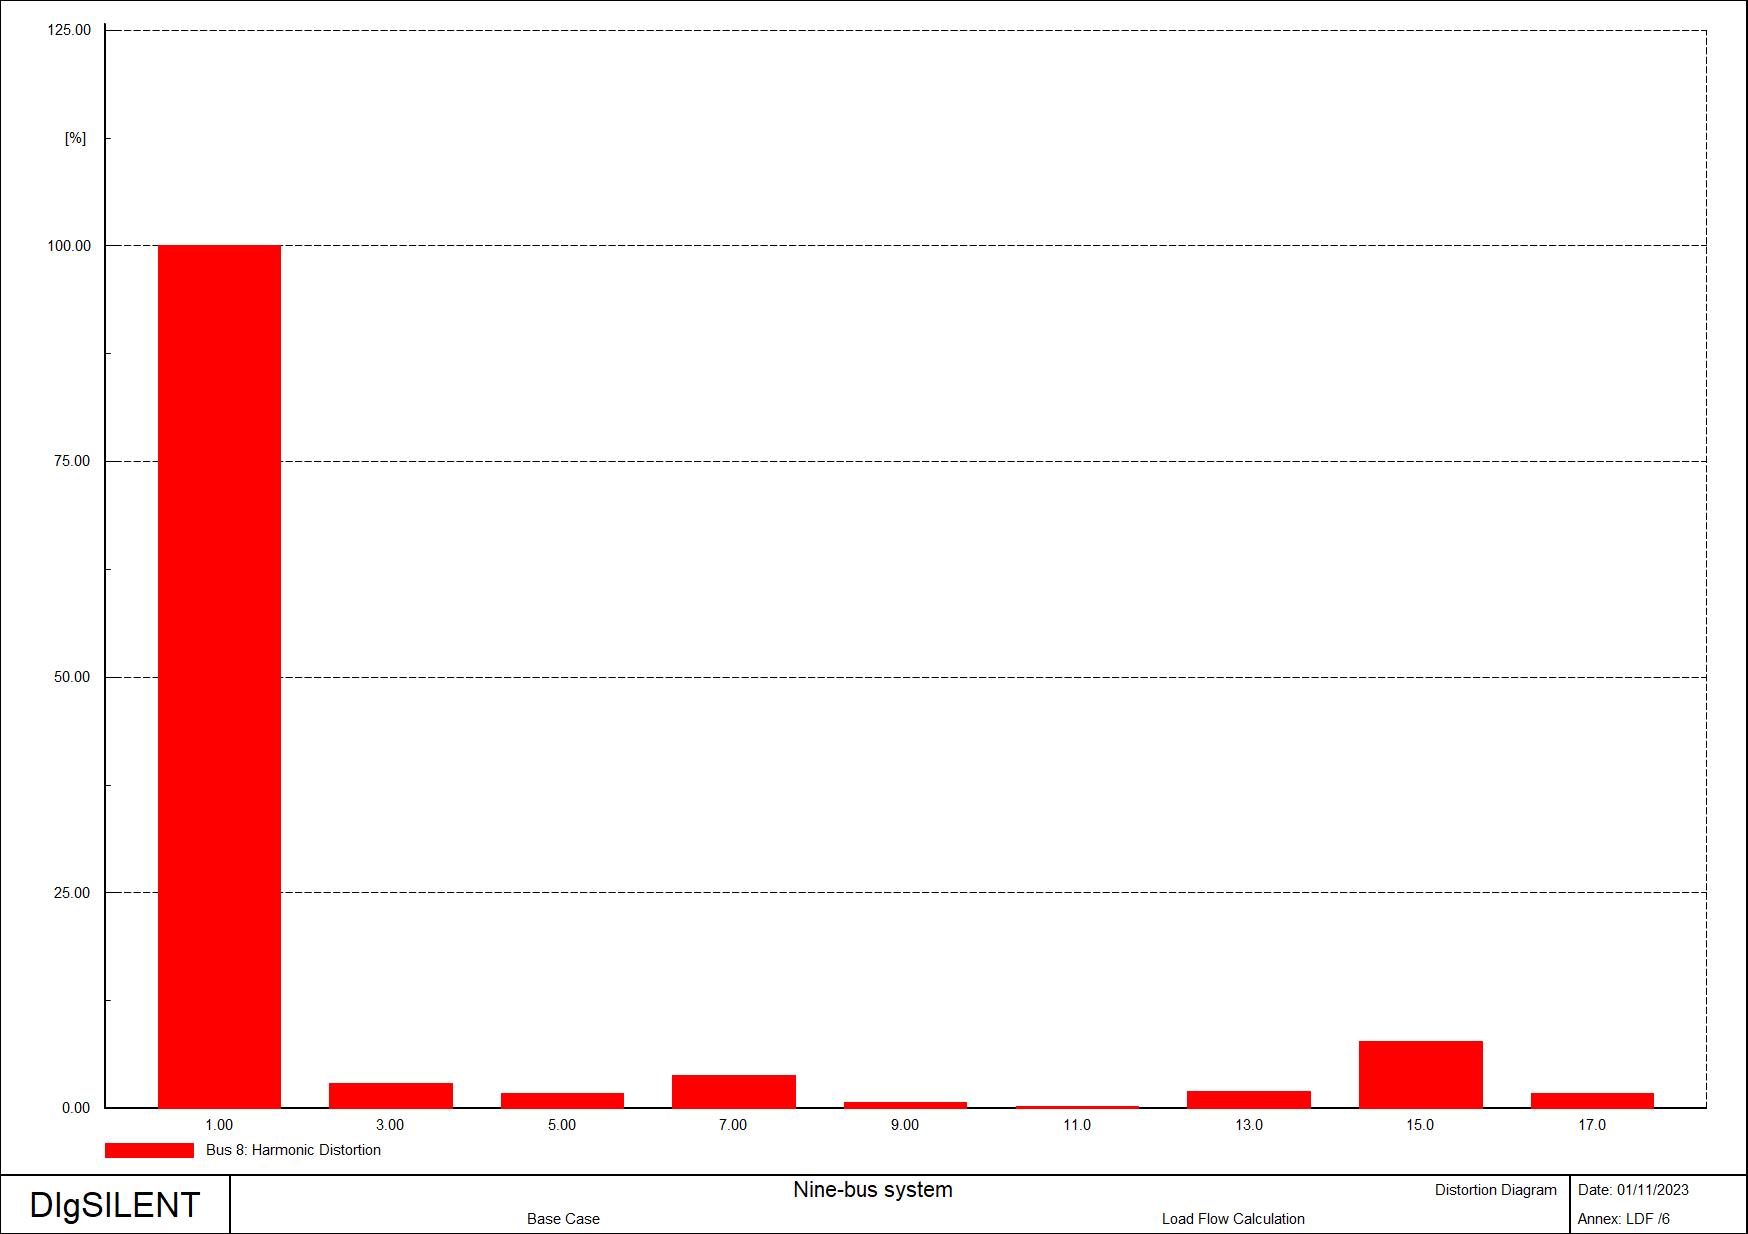 125.00
[%]
100.00
75.00
50.00
25.00
0.00
1.00 3.00 5.00 7.00 9.00 11.0 13.0 15.0 17.0
Bus 8: Harmonic Distortion
DIgSILENT
Nine-bus system
Base Case
Distortion Diagram
Load Flow Calculation
Date: 01/11/2023
Annex: LDF /6